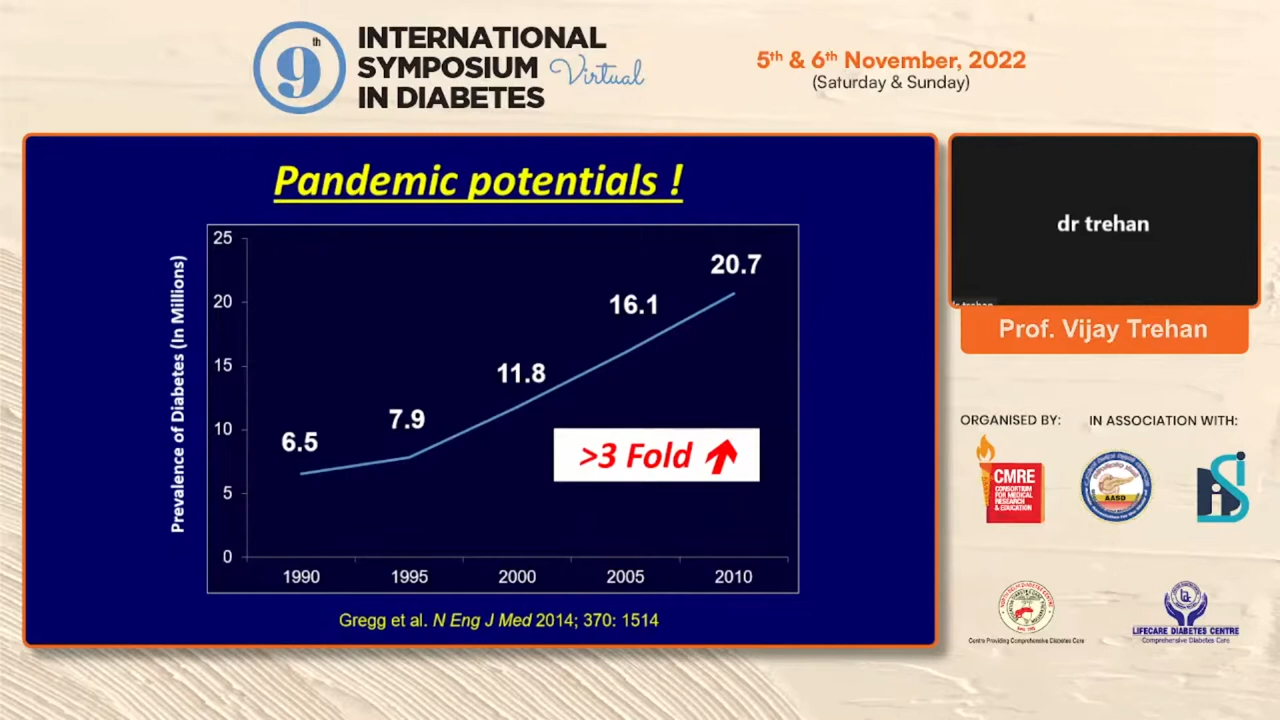 9th
INTERNATIONAL
SYMPOSIUM Virtual
IN DIABETES
5th & 6th November, 2022
(Saturday & Sunday)
Pandemic potentials !
Prevalence of Diabetes (In Millions)
25
20
15
10
5
0
6.5
7.9
11.8
16.1
20.7
>3 Fold
1990 1995 2000 2005 2010
Gregg et al. N Eng J Med 2014; 370: 1514
dr trehan
Prof. Vijay Trehan
ORGANISED BY:
IN ASSOCIATION WITH:
CMRE
CONSORTIUM
FOR MEDICAL
RESEARCH
& EDUCATION
AASD
Centre Providing Comprehensive Diabetes Care
LIFECARE DIABETES CENTRE
Comprehensive Diabetes Care